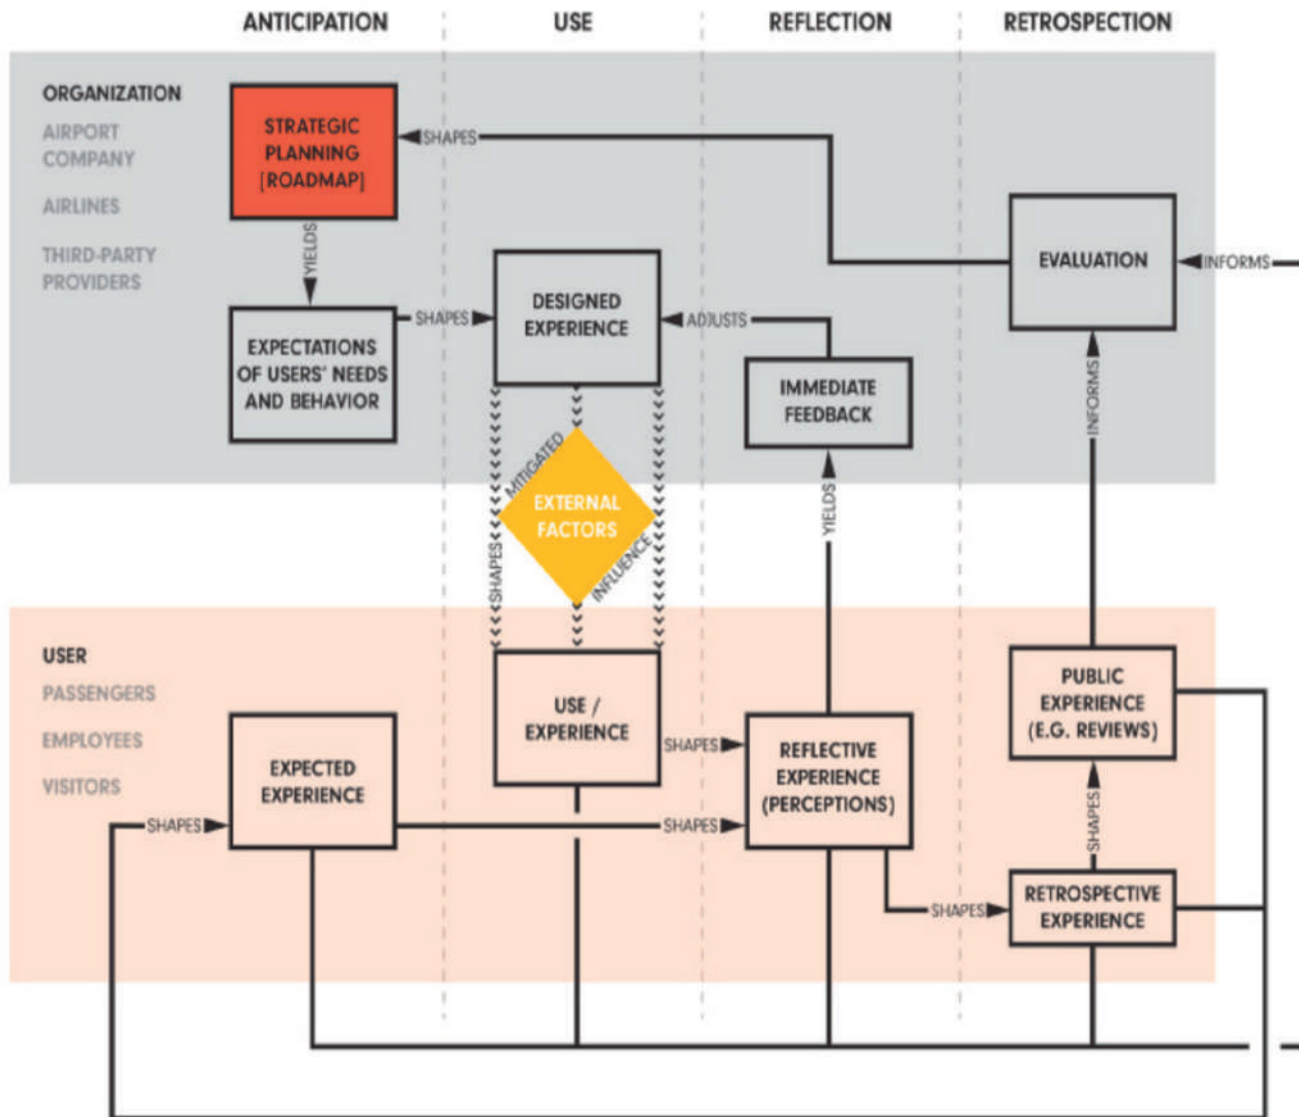 ANTICIPATION
USE
REFLECTION
RETROSPECTION
ORGANIZATION
AIRPORT
COMPANY
AIRLINES
THIRD-PARTY
PROVIDERS
STRATEGIC
PLANNING
[ROADMAP]
SHAPES
YIELDS
EXPECTATIONS
OF USERS' NEEDS
AND BEHAVIOR
SHAPES
DESIGNED
EXPERIENCE
ADJUSTS
IMMEDIATE
FEEDBACK
EVALUATION
INFORMS
INFORMS
YIELDS
MITIGATED
EXTERNAL
FACTORS
INFLUENCE
SHAPES
USER
PASSENGERS
EMPLOYEES
VISITORS
SHAPES
EXPECTED
EXPERIENCE
USE /
EXPERIENCE
SHAPES
SHAPES
REFLECTIVE
EXPERIENCE
(PERCEPTIONS)
SHAPES
PUBLIC
EXPERIENCE
(E.G. REVIEWS)
SHAPES
RETROSPECTIVE
EXPERIENCE